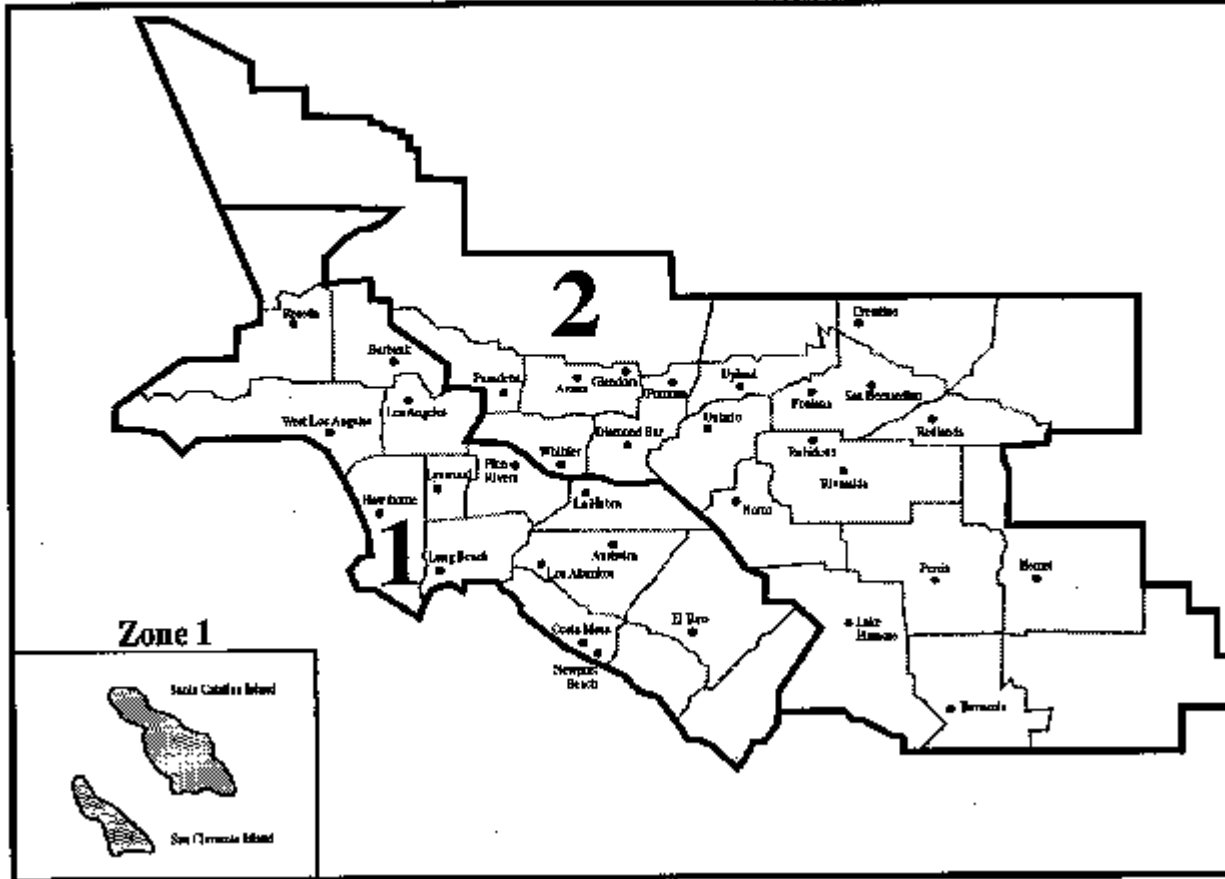 2
Reseda
Crestline
Burbank
Pasadena
Azusa
Glendora
Pomona
Upland
Fontana
San Bernardino
Los Angeles
West Los Angeles
Ontario
Redlands
Diamond Bar
Whittier
Rubidoux
Pico
Rivera
Lynwood
Riverside
Hawthorne
La Habra
Norco
1
Long Beach
Anaheim
Los Alamitos
Perris
Hemet
Costa Mesa
El Toro
Lake
Elsinore
Newport
Beach
Temecula
Zone 1
Santa Catalina Island
San Clemente Island